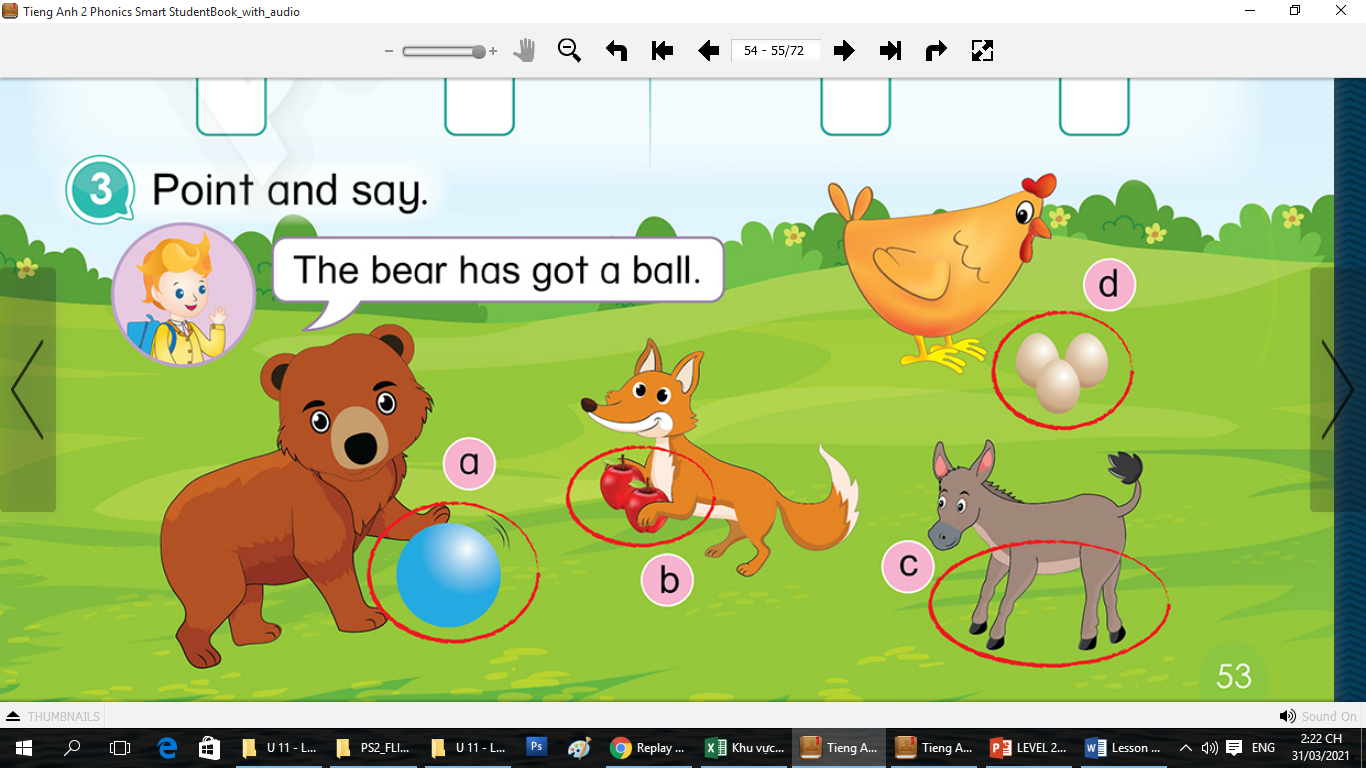 Tieng Anh 2 Phonics Smart StudentBook_with_audio
54 - 55/72
3 Point and say.
The bear has got a ball.
d
a
b
c
53
THUMBNAILS
Sound On
U 11 - L...
PS2_FLI...
U 11 - L...
Ps
Replay ...
Khu vực...
Tieng A...
Tieng A...
LEVEL 2...
Lesson ...
ENG
2:22 CH
31/03/2021